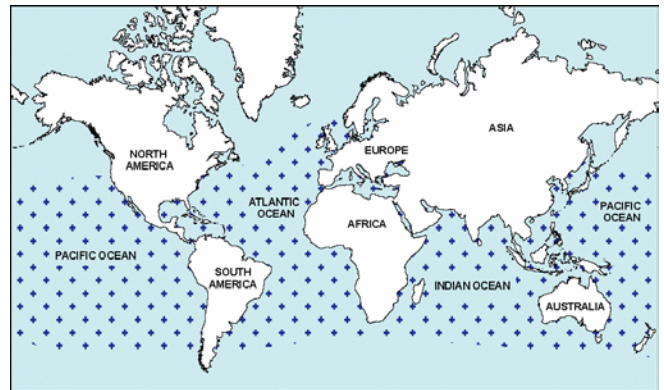 ASIA
EUROPE
NORTH
AMERICA
ATLANTIC
OCEAN
PACIFIC
OCEAN
AFRICA
PACIFIC OCEAN
SOUTH
AMERICA
INDIAN OCEAN
AUSTRALIA